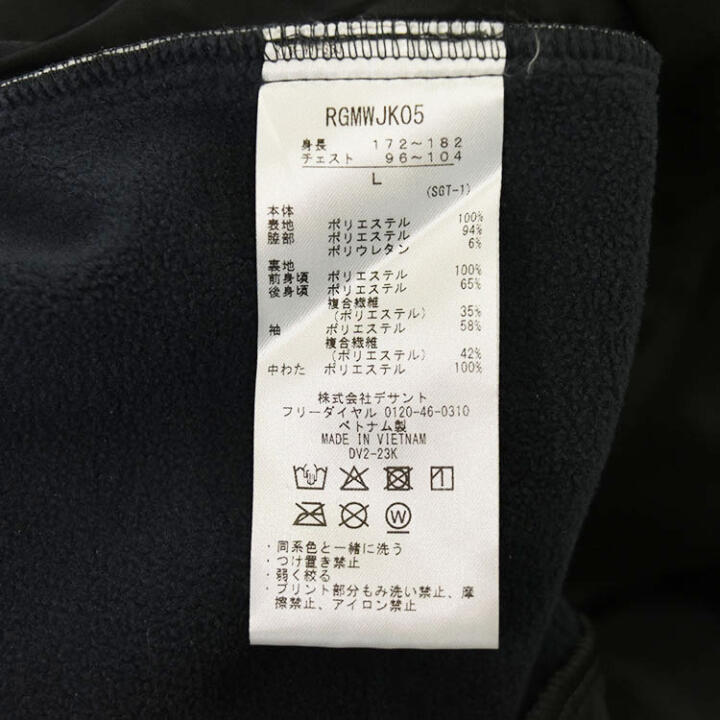 RGMWJK05
身長 172～182
チェスト 96～104
L
(SGT-1)
本体
表地 ポリエステル 100%
脇部 ポリエステル 94%
ポリウレタン 6%
裏地
前身頃 ポリエステル 100%
後身頃 ポリエステル 65%
複合繊維
(ポリエステル) 35%
袖 ポリエステル 58%
複合繊維
(ポリエステル) 42%
中わた ポリエステル 100%
株式会社デサント
フリーダイヤル 0120-46-0310
ベトナム製
MADE IN VIETNAM
DV2-23K
W
・同系色と一緒に洗う
・つけ置き禁止
・弱く絞る
・プリント部分もみ洗い禁止、摩
擦禁止、アイロン禁止